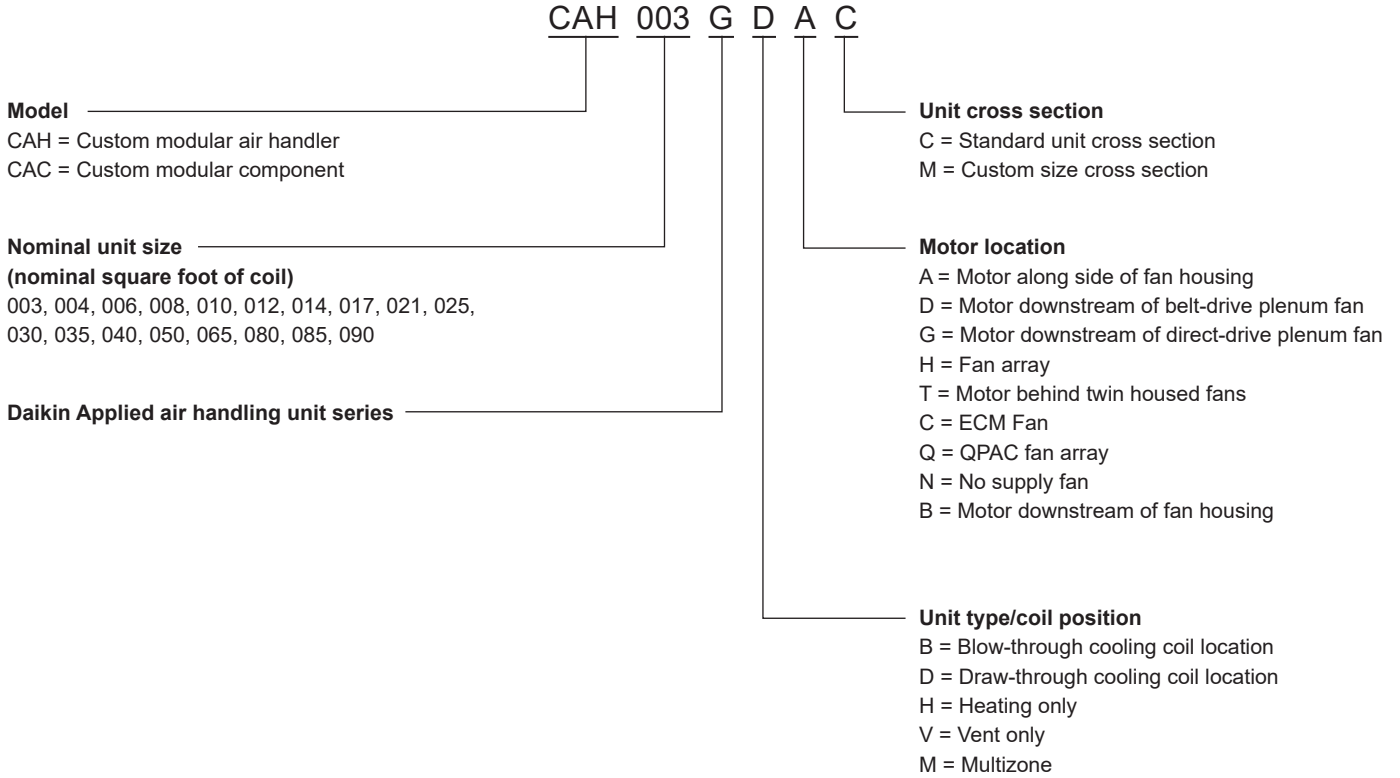 CAH 003 G D A C
Model
CAH = Custom modular air handler
CAC = Custom modular component
Nominal unit size
(nominal square foot of coil)
003, 004, 006, 008, 010, 012, 014, 017, 021, 025,
030, 035, 040, 050, 065, 080, 085, 090
Daikin Applied air handling unit series
Unit cross section
C = Standard unit cross section
M = Custom size cross section
Motor location
A = Motor along side of fan housing
D = Motor downstream of belt-drive plenum fan
G = Motor downstream of direct-drive plenum fan
H = Fan array
T = Motor behind twin housed fans
C = ECM Fan
Q = QPAC fan array
N = No supply fan
B = Motor downstream of fan housing
Unit type/coil position
B = Blow-through cooling coil location
D = Draw-through cooling coil location
H = Heating only
V = Vent only
M = Multizone